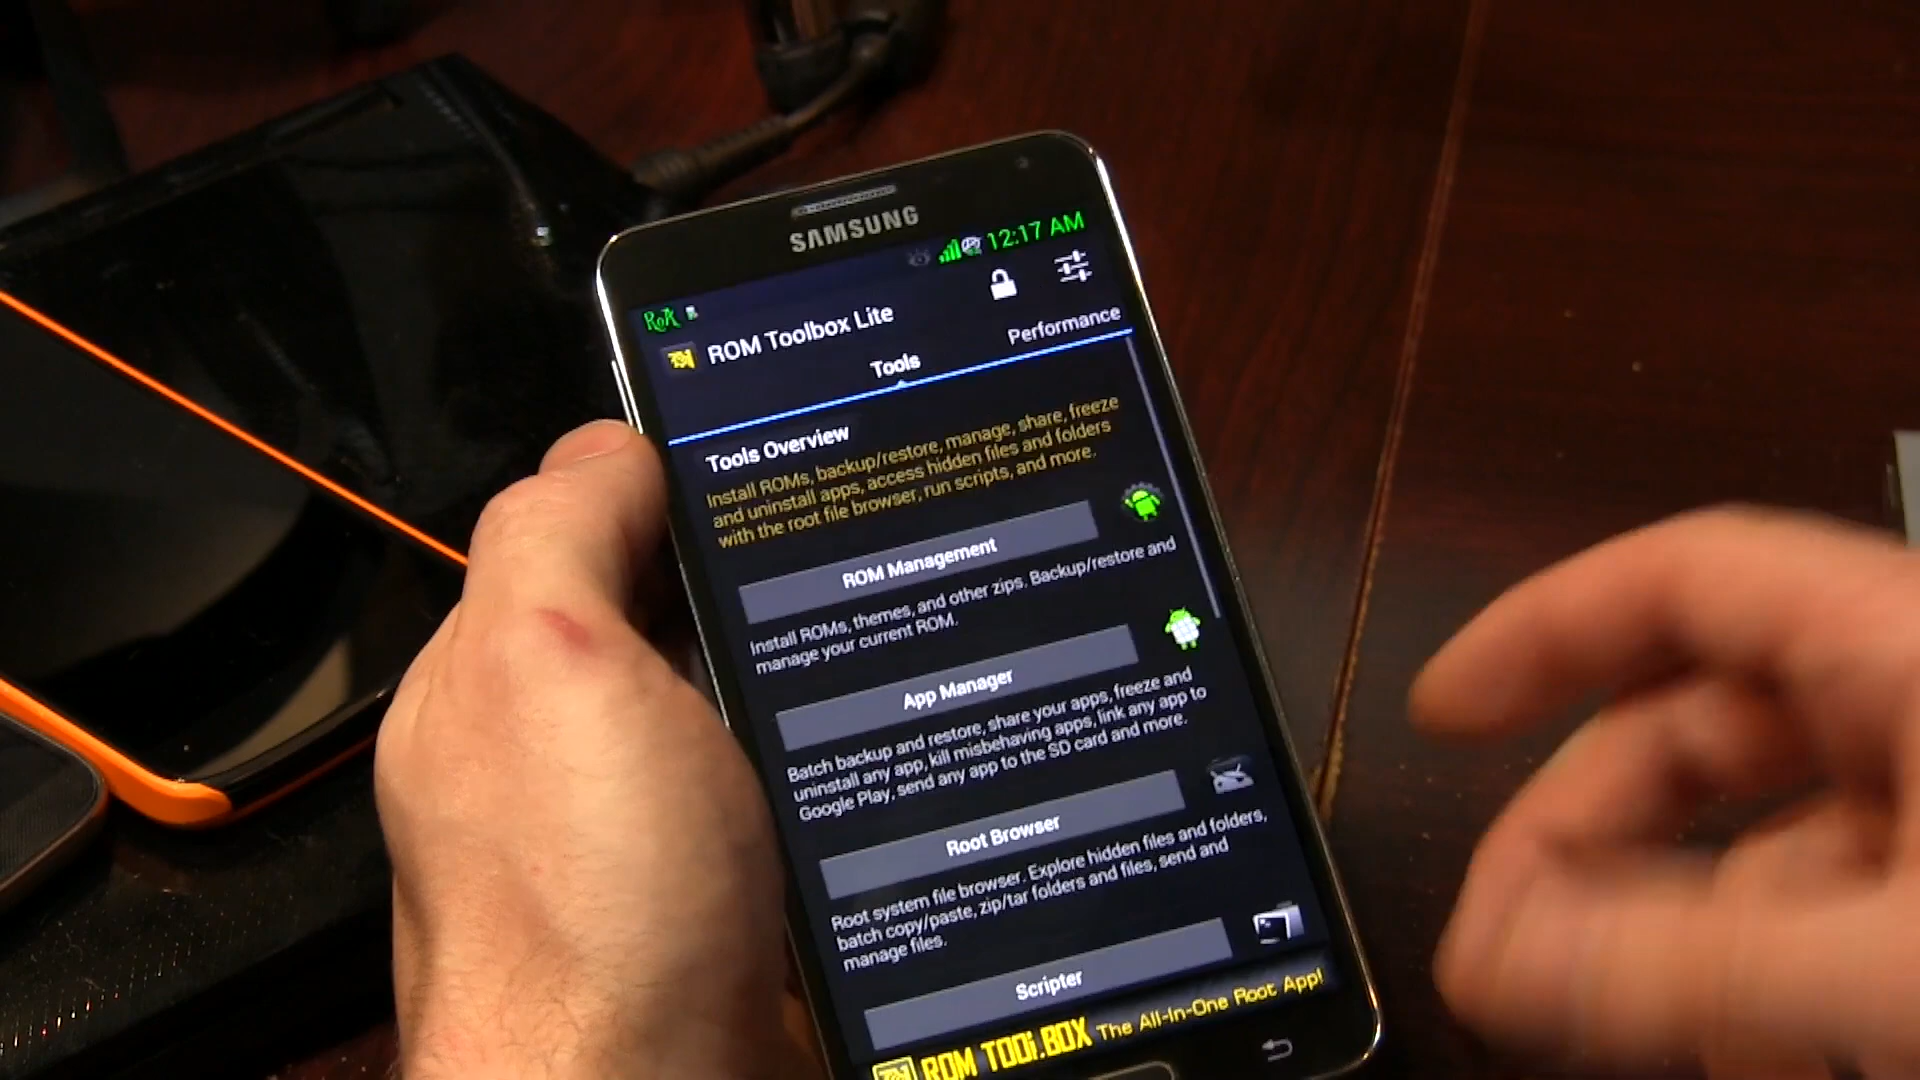 SAMSUNG
12:17 AM
ROM Toolbox Lite
Tools
Performance
Tools Overview
Install ROMs, backup/restore, manage, share, freeze
and uninstall apps, access hidden files and folders
with the root file browser, run scripts, and more.
ROM Management
Install ROMs, themes, and other zips. Backup/restore and
manage your current ROM.
App Manager
Batch backup and restore, share your apps, freeze and
uninstall any app, kill misbehaving apps, link any app to
Google Play, send any app to the SD card and more.
Root Browser
Root system file browser. Explore hidden files and folders,
batch copy/paste, zip/tar folders and files, send and
manage files.
Scripter
ROM TOOLBOX The All-In-One Root App!